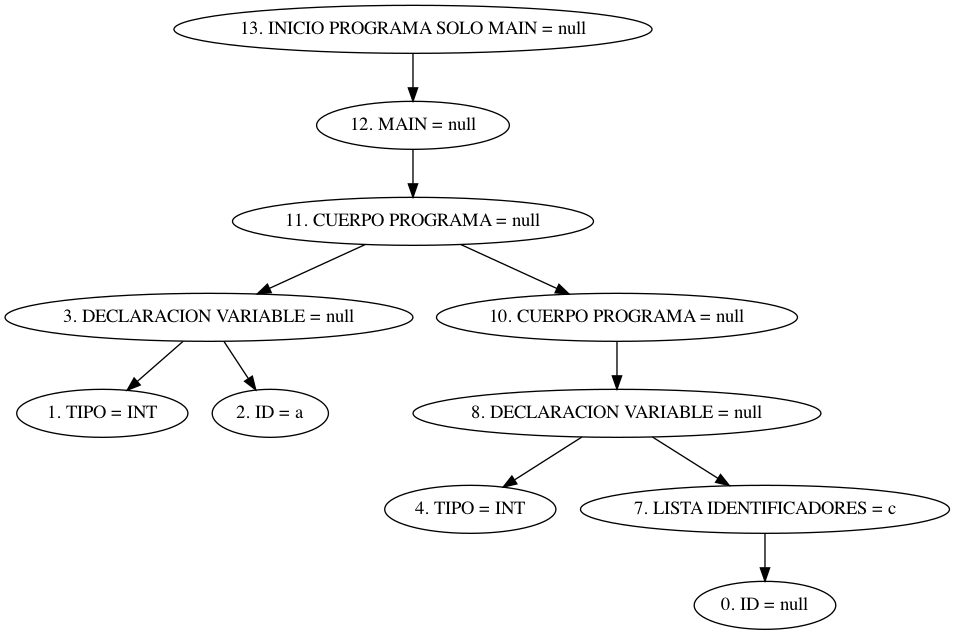 13. INICIO PROGRAMA SOLO MAIN = null
12. MAIN = null
11. CUERPO PROGRAMA = null
3. DECLARACION VARIABLE = null
10. CUERPO PROGRAMA = null
1. TIPO = INT
2. ID = a
8. DECLARACION VARIABLE = null
4. TIPO = INT
7. LISTA IDENTIFICADORES = c
0. ID = null